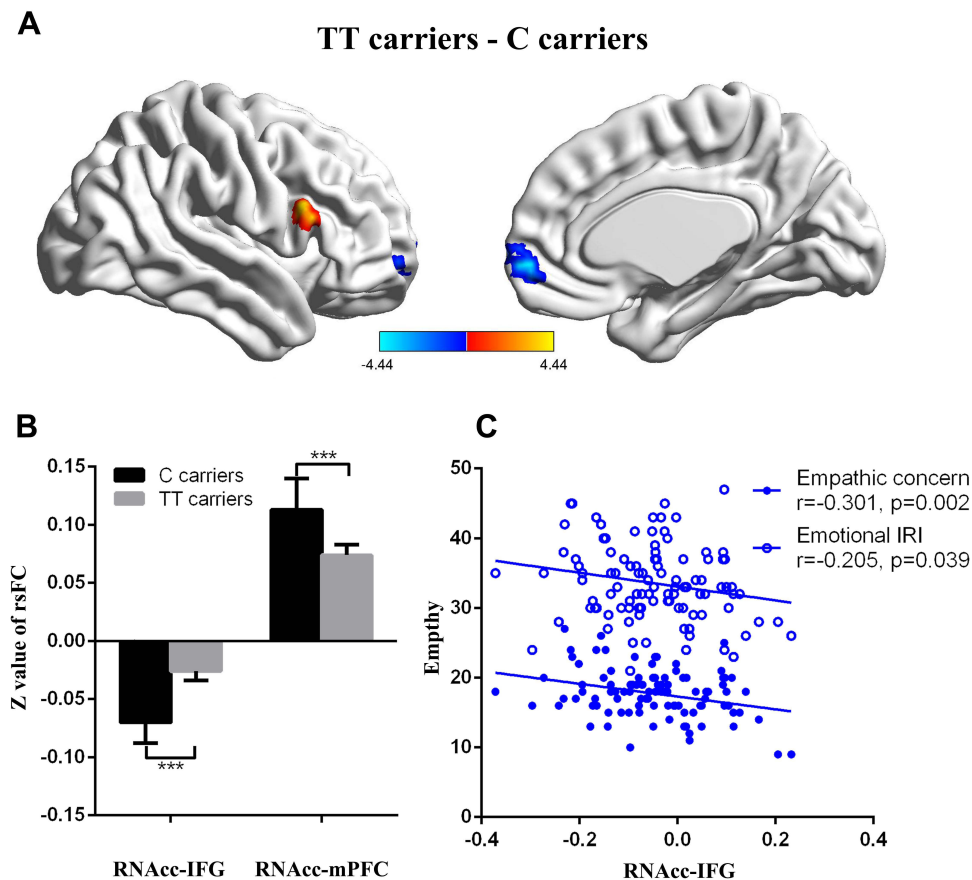 A
TT carriers - C carriers
-4.44
4.44
B
C carriers
TT carriers
***
***
Z value of rsFC
0.15
0.10
0.05
0.00
-0.05
-0.10
-0.15
RNAcc-IFG
RNAcc-mPFC
C
Empathic concern
r=-0.301, p=0.002
Emotional IRI
r=-0.205, p=0.039
Empthy
50
40
30
20
10
0
-0.4
-0.2
0.0
0.2
0.4
RNAcc-IFG